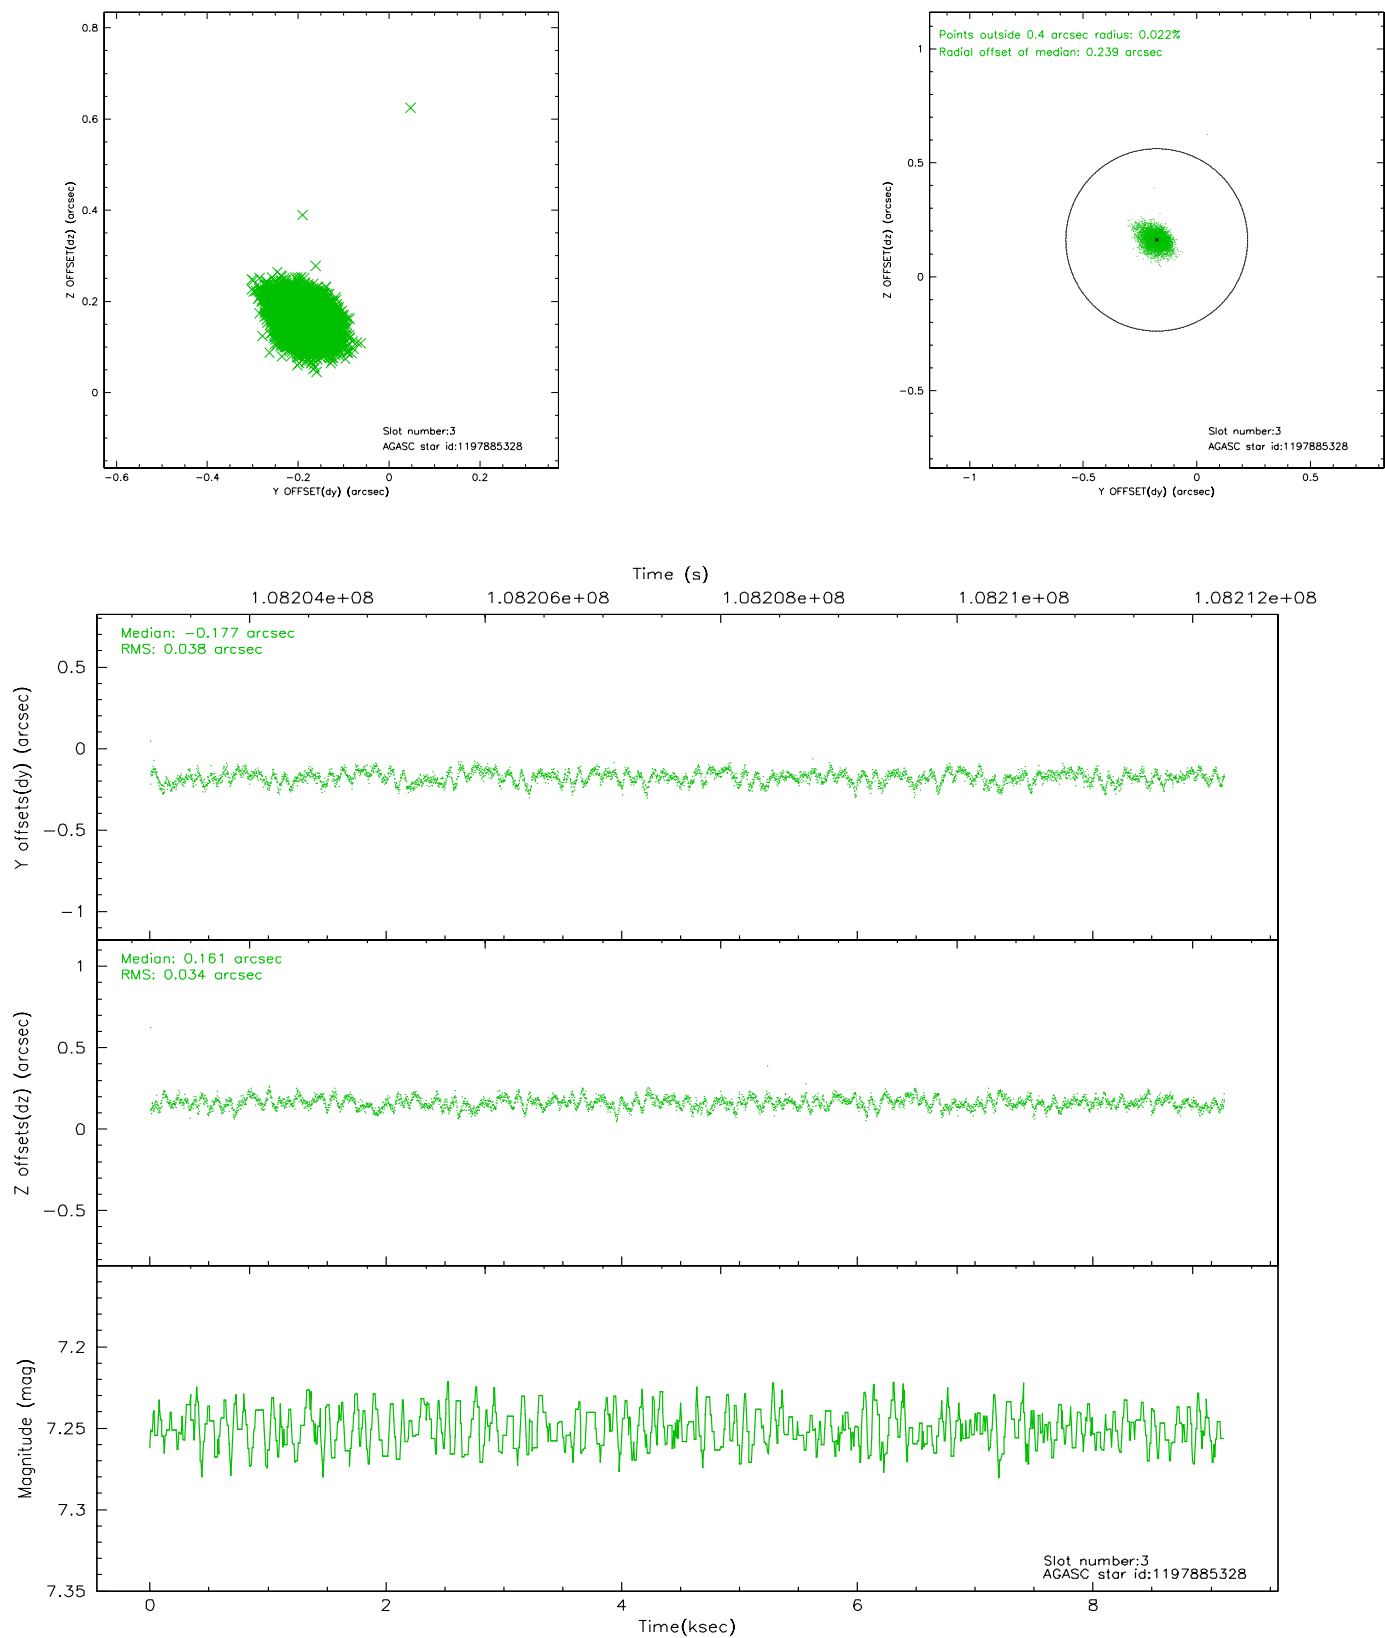 0.8
0.6
0.4
0.2
0
Z OFFSET(dz) (arcsec)
Slot number:3
AGASC star id:1197885328
−0.6 −0.4 −0.2 0 0.2
Y OFFSET(dy) (arcsec)
Points outside 0.4 arcsec radius: 0.022%
Radial offset of median: 0.239 arcsec
1
0.5
0
−0.5
Z OFFSET(dz) (arcsec)
Slot number:3
AGASC star id:1197885328
−1 −0.5 0 0.5
Y OFFSET(dy) (arcsec)
Time (s)
1.08204e+08 1.08206e+08 1.08208e+08 1.0821e+08 1.08212e+08
Median: −0.177 arcsec
RMS: 0.038 arcsec
0.5
0
−0.5
−1
Y offsets(dy) (arcsec)
Median: 0.161 arcsec
RMS: 0.034 arcsec
1
0.5
0
−0.5
Z offsets(dz) (arcsec)
7.2
7.25
7.3
7.35
Magnitude (mag)
Slot number:3
AGASC star id:1197885328
0 2 4 6 8
Time(ksec)